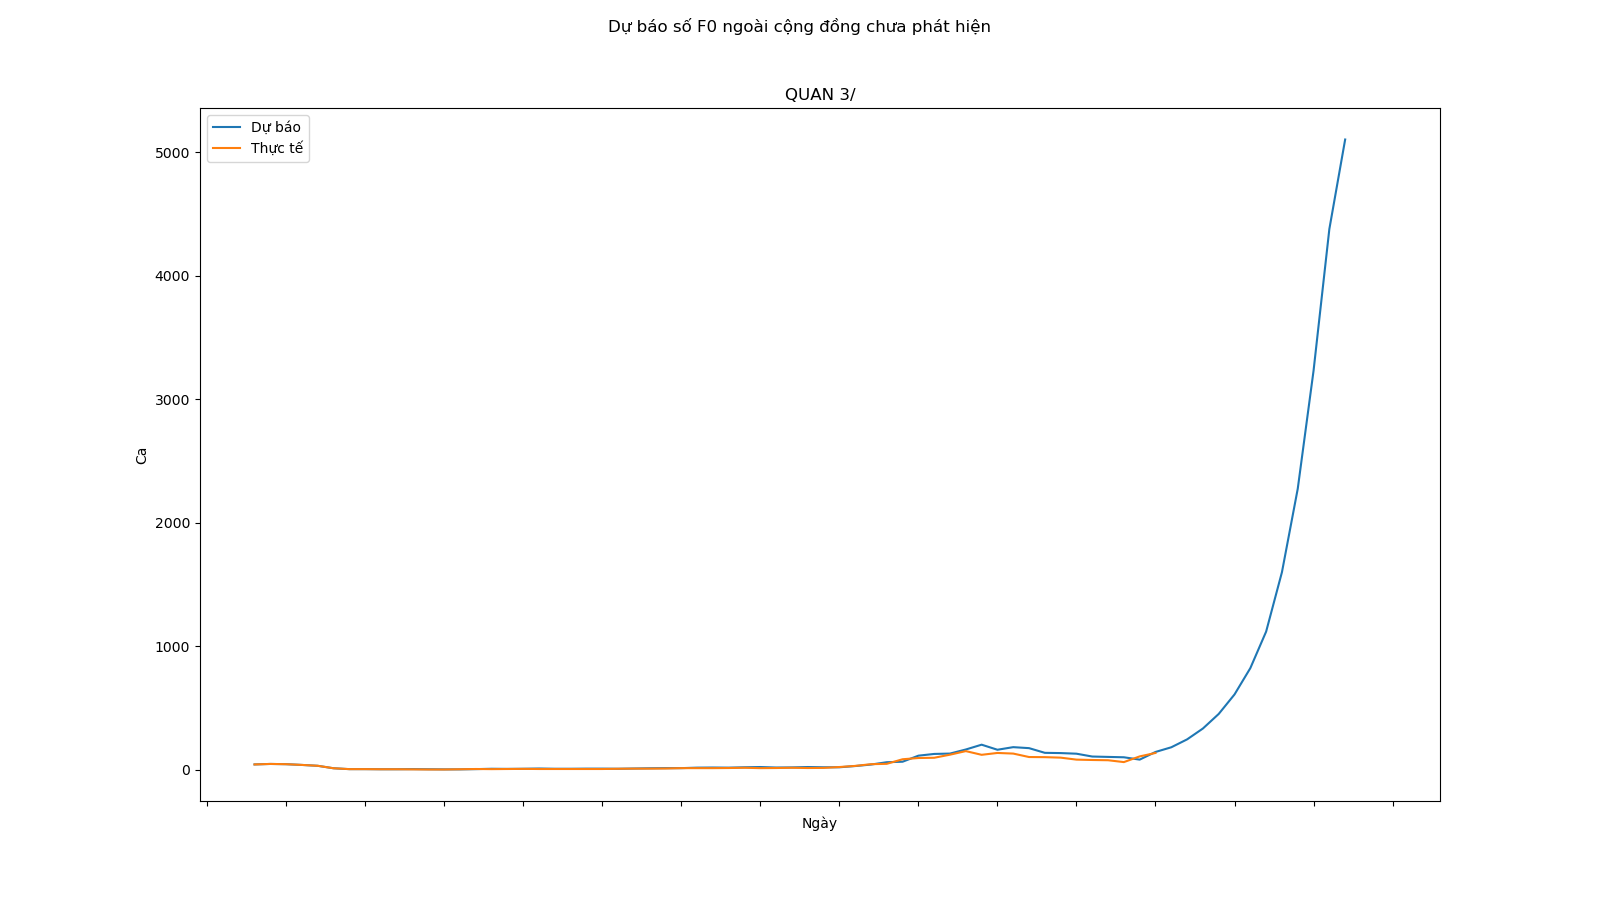 Dự báo số F0 ngoài cộng đồng chưa phát hiện
QUAN 3/
Dự báo
Thực tế
5000
4000
3000
2000
1000
0
Ca
Ngày